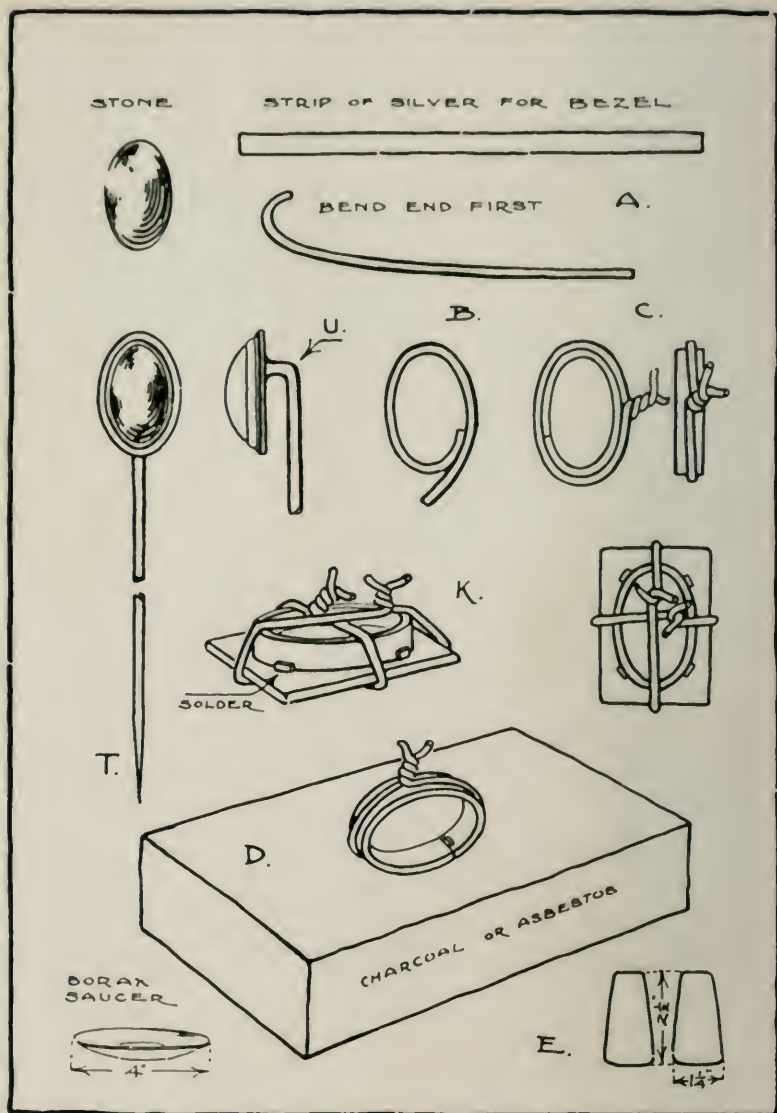 STONE
STRIP OF SILVER FOR BEZEL
BEND END FIRST
A.
U.
B.
C.
K.
SOLDER
T.
D.
CHARCOAL OR ASBESTOS
BORAX
SAUCER
4"
E.
1¼"